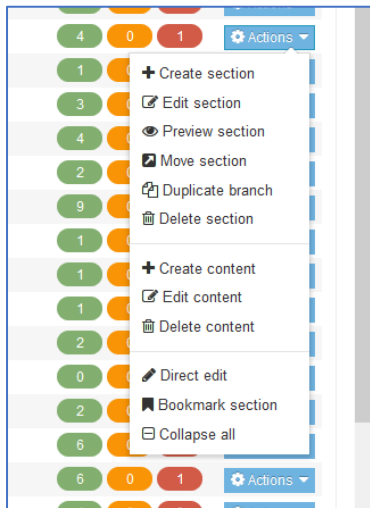 4 0 1 Actions
1
Create section
3
Edit section
4
Preview section
2
Move section
9
Duplicate branch
1
Delete section
1
Create content
1
Edit content
2
Delete content
0
Direct edit
2
Bookmark section
6
Collapse all
6 0 1 Actions